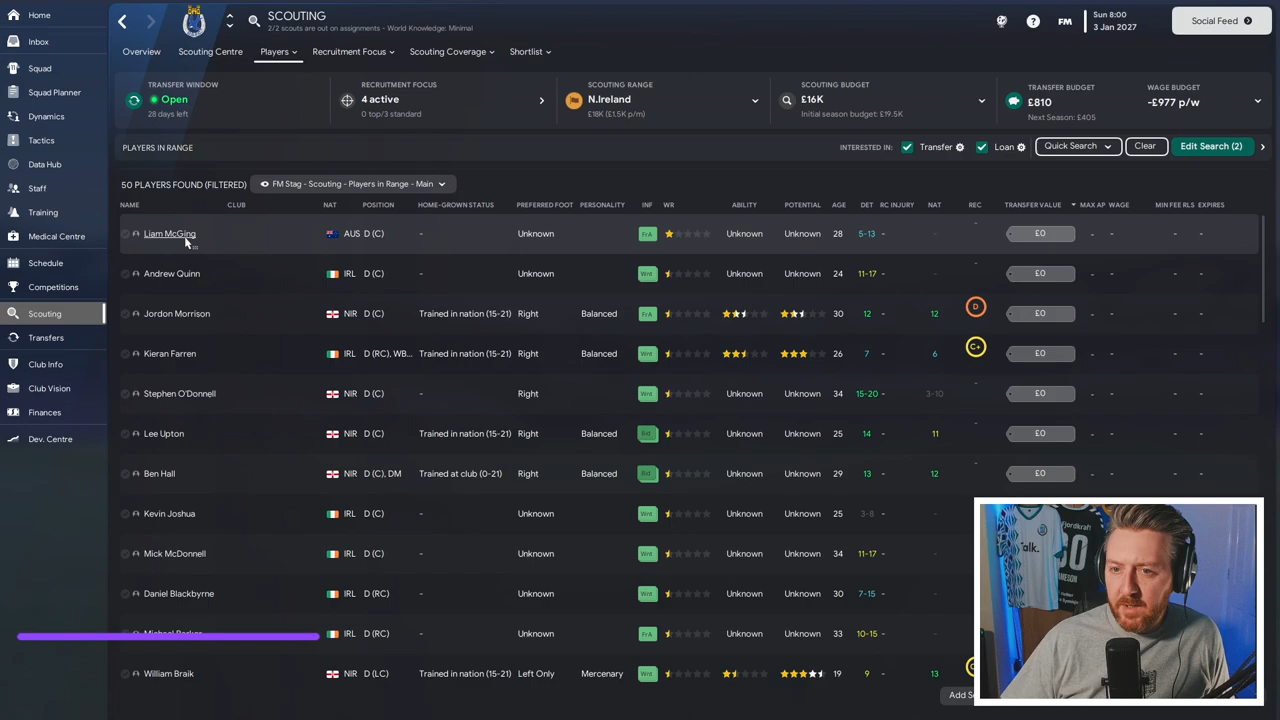 Home
SCOUTING
2/2 scouts are out on assignments - World Knowledge: Minimal
FM
Sun 8:00
3 Jan 2027
Social Feed
Inbox
Overview
Scouting Centre
Players
Recruitment Focus
Scouting Coverage
Shortlist
Squad
Squad Planner
Dynamics
Tactics
Data Hub
Staff
Training
Medical Centre
Schedule
Competitions
Scouting
Transfers
Club Info
Club Vision
Finances
Dev. Centre
TRANSFER WINDOW
Open
28 days left
RECRUITMENT FOCUS
4 active
0 top/3 standard
SCOUTING RANGE
N.Ireland
£18K (£1.5K p/m)
SCOUTING BUDGET
£16K
Initial season budget: £19.5K
TRANSFER BUDGET
£810
Next Season: £405
WAGE BUDGET
-£977 p/w
PLAYERS IN RANGE
INTERESTED IN: Transfer Loan Quick Search Clear Edit Search (2)
50 PLAYERS FOUND (FILTERED) FM Stag - Scouting - Players in Range - Main
NAME CLUB NAT POSITION HOME-GROWN STATUS PREFERRED FOOT PERSONALITY INF WR ABILITY POTENTIAL AGE DET RC INJURY NAT REC TRANSFER VALUE MAX AP WAGE MIN FEE RLS EXPIRES
Liam McGing AUS D (C) - Unknown FrA Unknown Unknown 28 5-13 - - - £0 - - - -
Andrew Quinn IRL D (C) - Unknown Wnt Unknown Unknown 24 11-17 - - - £0 - - - -
Jordon Morrison NIR D (C) Trained in nation (15-21) Right Balanced FrA 30 12 - 12 D £0 - - - -
Kieran Farren IRL D (RC), WB... Trained in nation (15-21) Right Balanced Wnt 26 7 - 6 C+ £0 - - - -
Stephen O'Donnell NIR D (C) - Right Wnt Unknown Unknown 34 15-20 - 3-10 - £0 - - - -
Lee Upton NIR D (C) Trained in nation (15-21) Right Balanced Bid Unknown Unknown 25 14 - 11 - £0 - - - -
Ben Hall NIR D (C), DM Trained at club (0-21) Right Balanced Bid Unknown Unknown 29 13 - 12 - £0 - - - -
Kevin Joshua IRL D (C) - Unknown Wnt Unknown Unknown 25 3-8 - -
Mick McDonnell IRL D (C) - Unknown Wnt Unknown Unknown 34 11-17 - -
Daniel Blackbyrne IRL D (RC) - Unknown Wnt Unknown Unknown 30 7-15 - -
IRL D (RC) - Unknown FrA Unknown Unknown 33 10-15 - -
William Braik NIR D (LC) Trained in nation (15-21) Left Only Mercenary Wnt 19 9 - 13
Talk.
fjordkraft